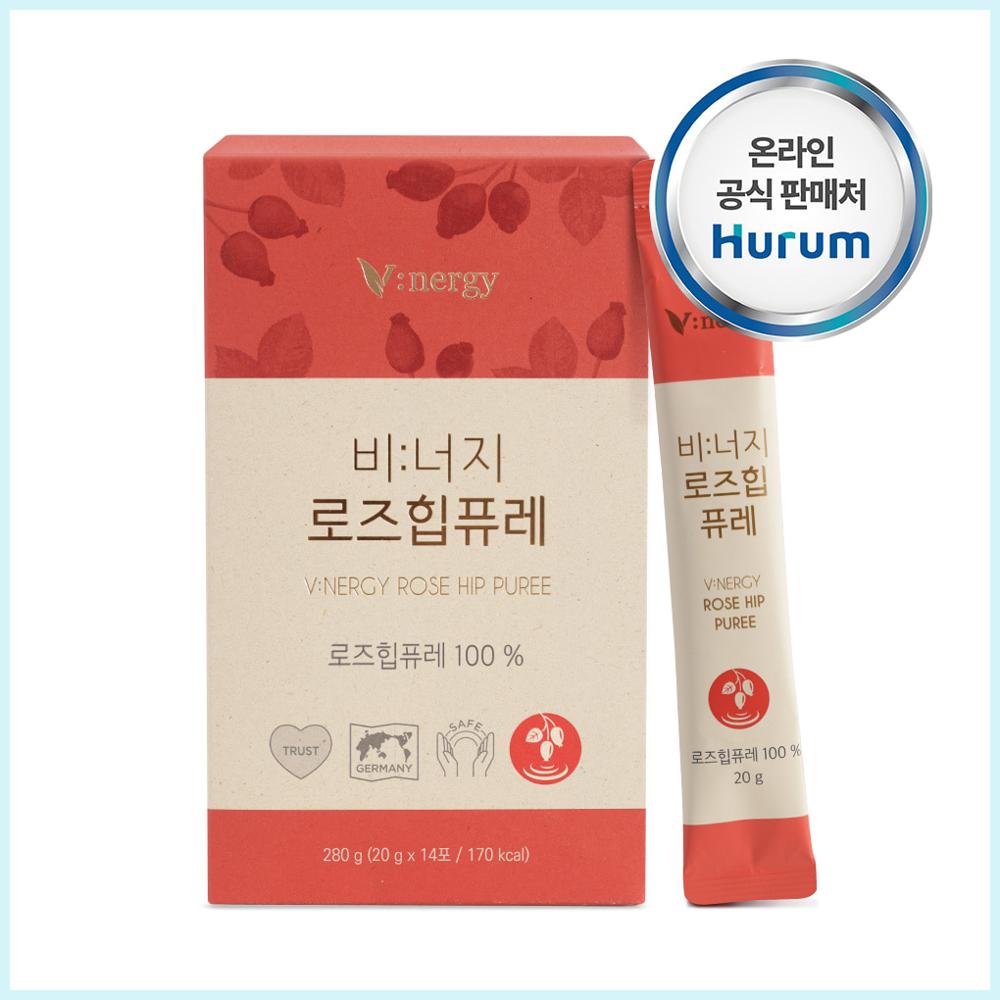 온라인
공식 판매처
Hurum
V:nergy
비:너지
로즈힙퓨레
V:NERGY ROSE HIP PUREE
로즈힙퓨레 100 %
TRUST
GERMANY
SAFE
280 g (20 g x 14포 / 170 kcal)
비:너지
로즈힙
퓨레
V:NERGY
ROSE HIP
PUREE
로즈힙퓨레 100 %
20 g